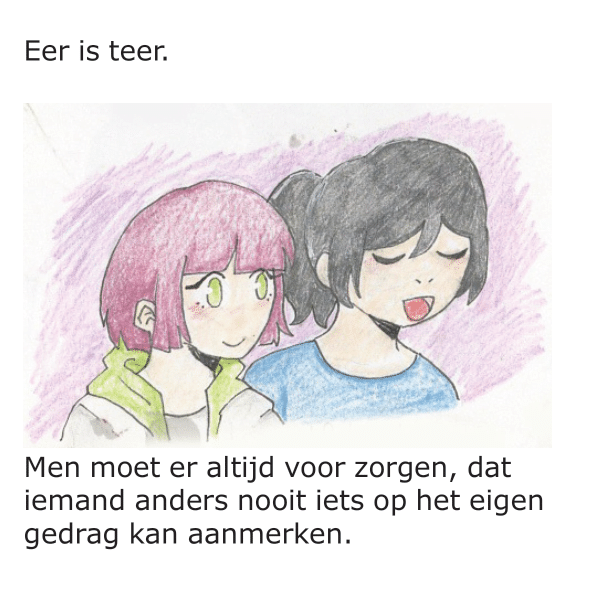 Eer is teer.
Men moet er altijd voor zorgen, dat
iemand anders nooit iets op het eigen
gedrag kan aanmerken.